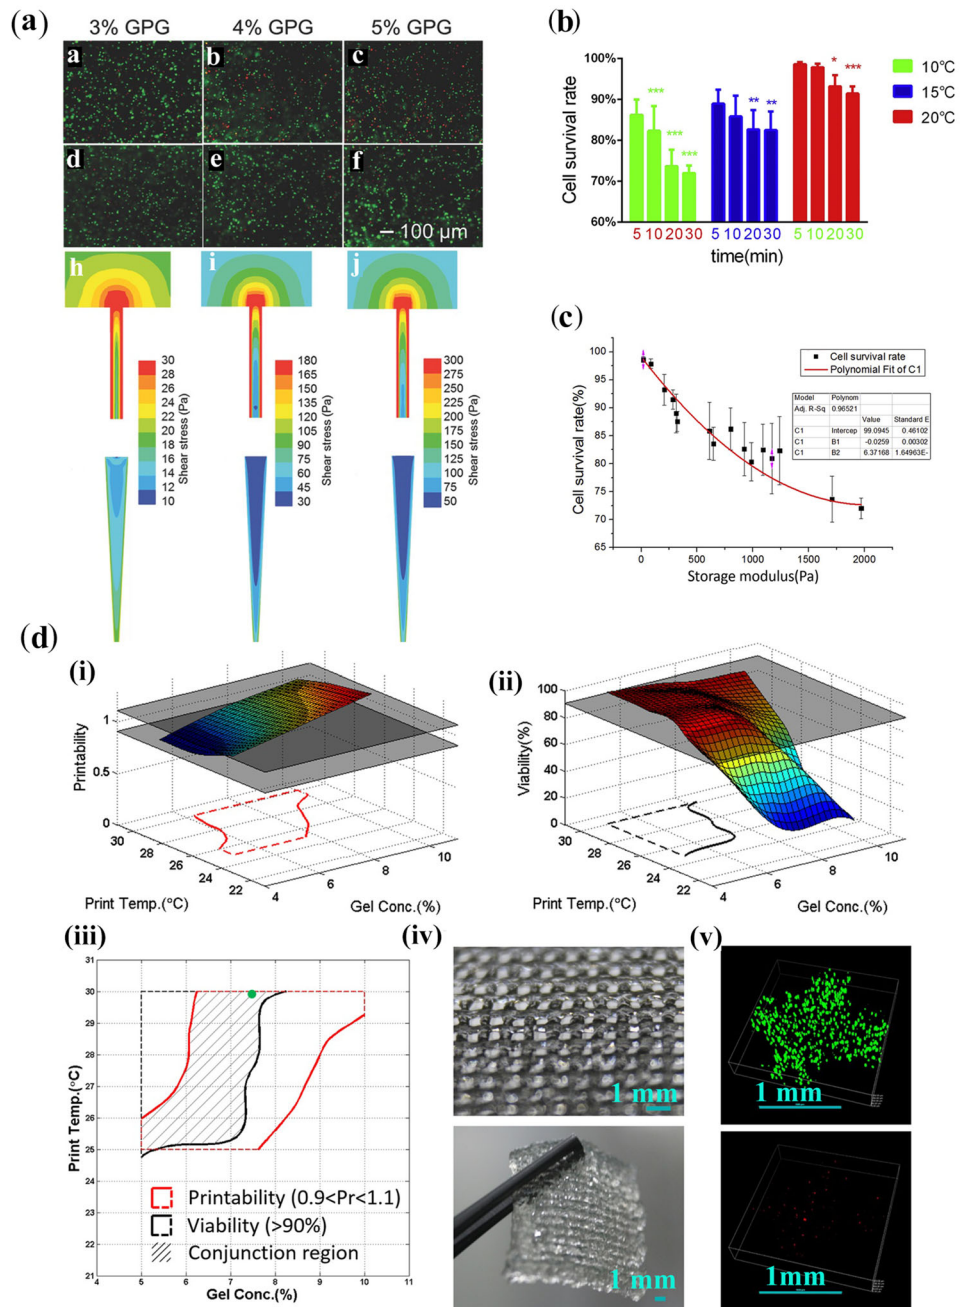 (a)
3% GPG 4% GPG 5% GPG
a b c
d e f
100 µm
h i j
30 180 300
28 165 275
26 150 250
24 135 225
22 120 200
20 105 175
18 90 150
16 75 125
14 60 100
12 45 75
10 30 50
Shear stress (Pa)
Shear stress (Pa)
Shear stress (Pa)
(b)
100%
90%
80%
70%
60%
Cell survival rate
*** *** ***
** **
* ***
5 10 20 30 5 10 20 30 5 10 20 30
time(min)
10℃
15℃
20℃
(c)
100
95
90
85
80
75
70
65
Cell survival rate(%)
0 500 1000 1500 2000
Storage modulus(Pa)
Cell survival rate
Polynomial Fit of C1
Model Polynom
Adj. R-Sq 0.96521
Value Standard E
C1 Intercep 99.0945 0.46102
C1 B1 -0.0259 0.00302
C1 B2 6.37168 1.64963E-
(d)
(i)
1
0.5
0
Printability
30 28 26 24 22
4 6 8 10
Print Temp.(°C)
Gel Conc.(%)
(ii)
100
80
60
40
20
0
Viability(%)
30 28 26 24 22
4 6 8 10
Print Temp.(°C)
Gel Conc.(%)
(iii)
31
30
29
28
27
26
25
24
23
22
21
Print Temp.(°C)
4 5 6 7 8 9 10 11
Gel Conc.(%)
Printability (0.9<Pr<1.1)
Viability (>90%)
Conjunction region
(iv)
1 mm
1 mm
(v)
1 mm
1mm